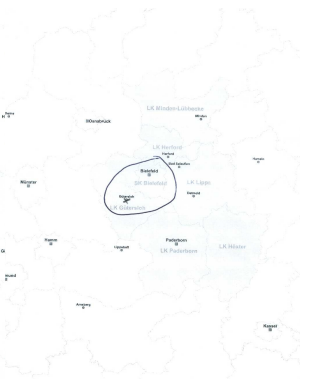 LK Minden-Lübbecke
Minden
Osnabrück
LK Herford
Herford
Bad Salzuflen
Hameln
Bielefeld
Münster
SK Bielefeld
LK Lippe
Detmold
Gütersloh
LK Gütersloh
Hamm
Lippstadt
Paderborn
LK Paderborn
LK Höxter
Arnsberg
Kassel